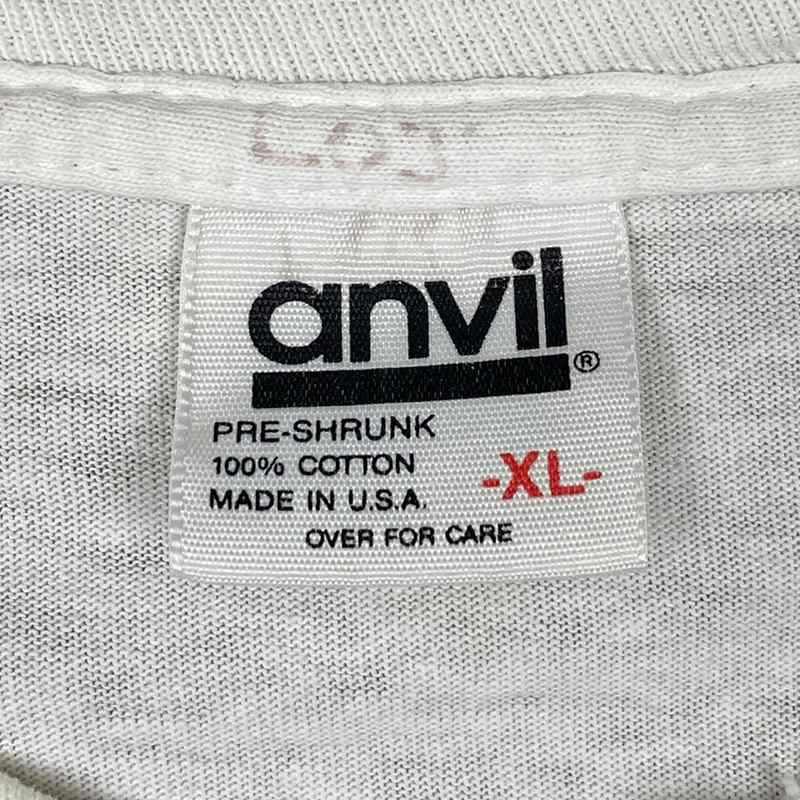 anvil®
PRE-SHRUNK
100% COTTON
MADE IN U.S.A.
-XL-
OVER FOR CARE